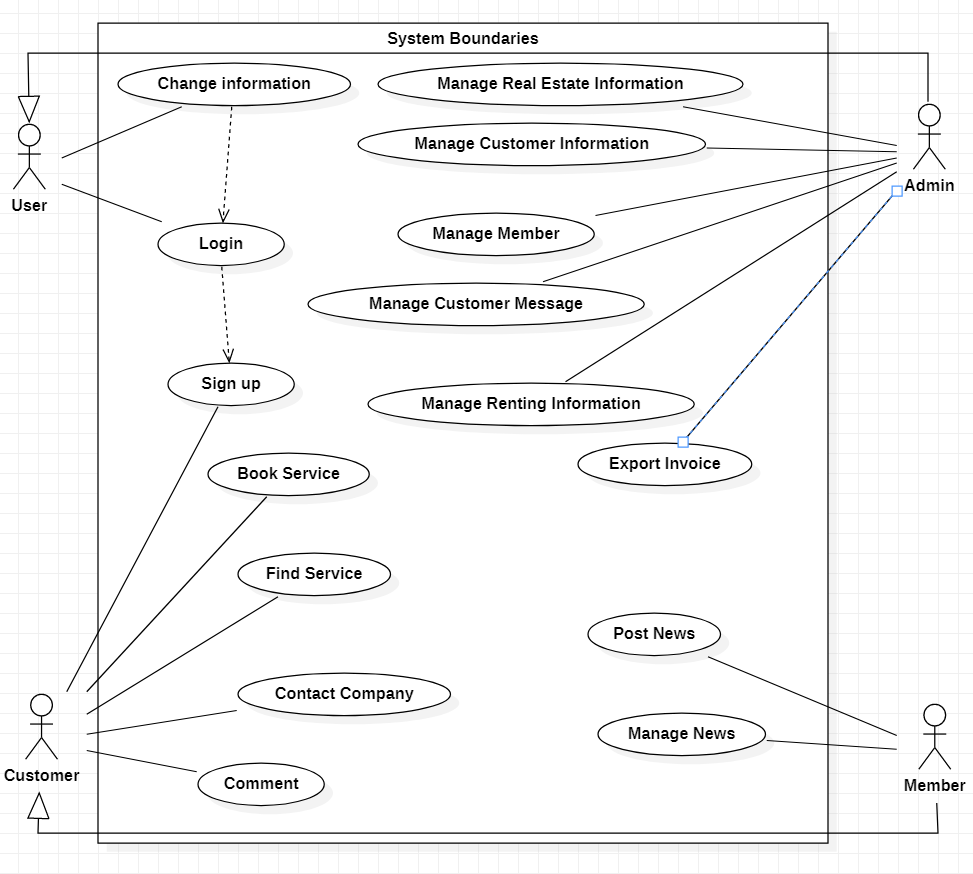 System Boundaries
Change information
Manage Real Estate Information
Manage Customer Information
User
Admin
Login
Manage Member
Manage Customer Message
Sign up
Manage Renting Information
Book Service
Export Invoice
Find Service
Post News
Contact Company
Manage News
Customer
Comment
Member